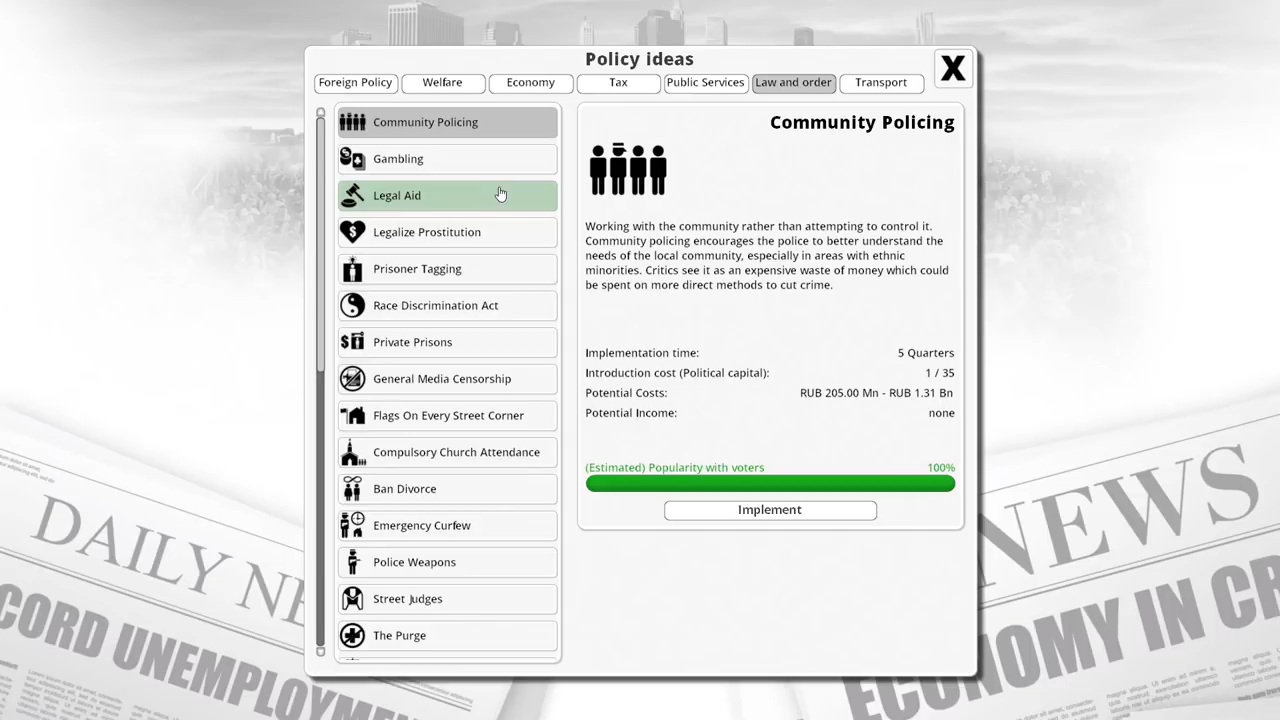 Policy ideas
X
Foreign Policy
Welfare
Economy
Tax
Public Services
Law and order
Transport
Community Policing
Gambling
Legal Aid
Legalize Prostitution
Prisoner Tagging
Race Discrimination Act
Private Prisons
General Media Censorship
Flags On Every Street Corner
Compulsory Church Attendance
Ban Divorce
Emergency Curfew
Police Weapons
Street Judges
The Purge
Community Policing
Working with the community rather than attempting to control it.
Community policing encourages the police to better understand the
needs of the local community, especially in areas with ethnic
minorities. Critics see it as an expensive waste of money which could
be spent on more direct methods to cut crime.
Implementation time: 5 Quarters
Introduction cost (Political capital): 1 / 35
Potential Costs: RUB 205.00 Mn - RUB 1.31 Bn
Potential Income: none
(Estimated) Popularity with voters 100%
Implement
DAILY NE
CORD UNEMPLOYM
NEWS
ECONOMY IN CR